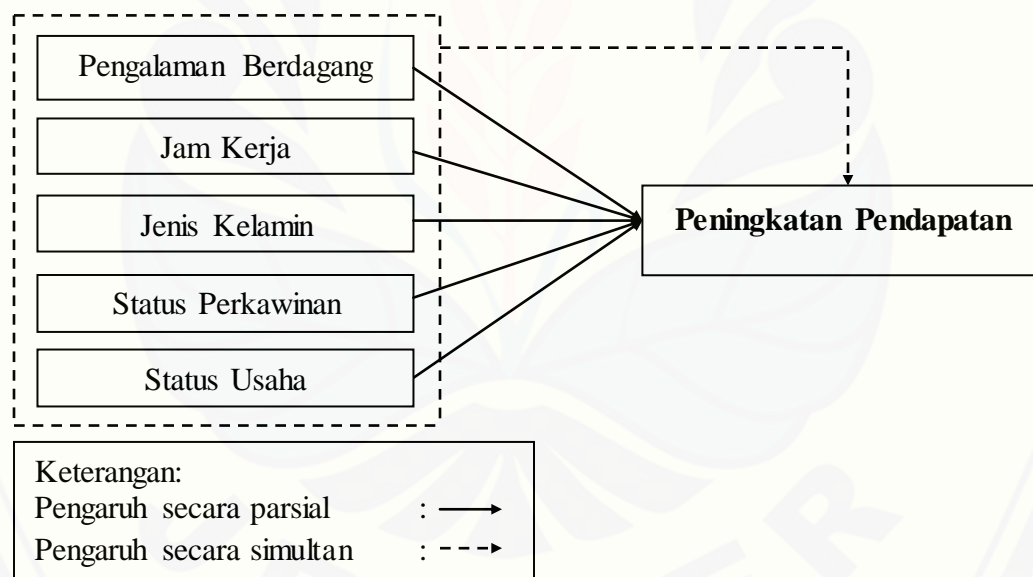 Pengalaman Berdagang
Jam Kerja
Jenis Kelamin
Status Perkawinan
Status Usaha
Peningkatan Pendapatan
Keterangan:
Pengaruh secara parsial :
Pengaruh secara simultan :